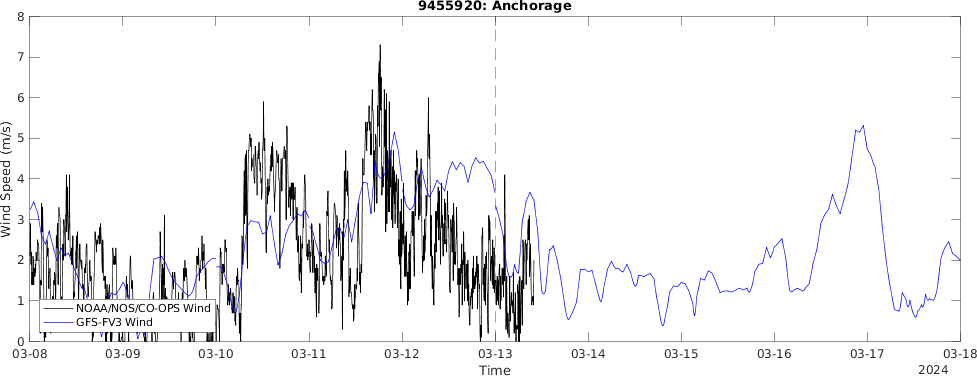 9455920: Anchorage
8
7
6
5
4
3
2
1
0
Wind Speed (m/s)
NOAA/NOS/CO-OPS Wind
GFS-FV3 Wind
03-08 03-09 03-10 03-11 03-12 03-13 03-14 03-15 03-16 03-17 03-18
Time
2024